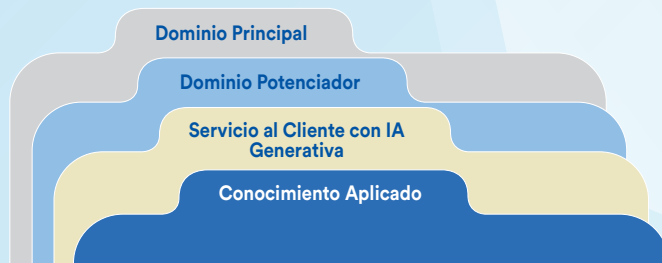 Dominio Principal
Dominio Potenciador
Servicio al Cliente con IA
Generativa
Conocimiento Aplicado